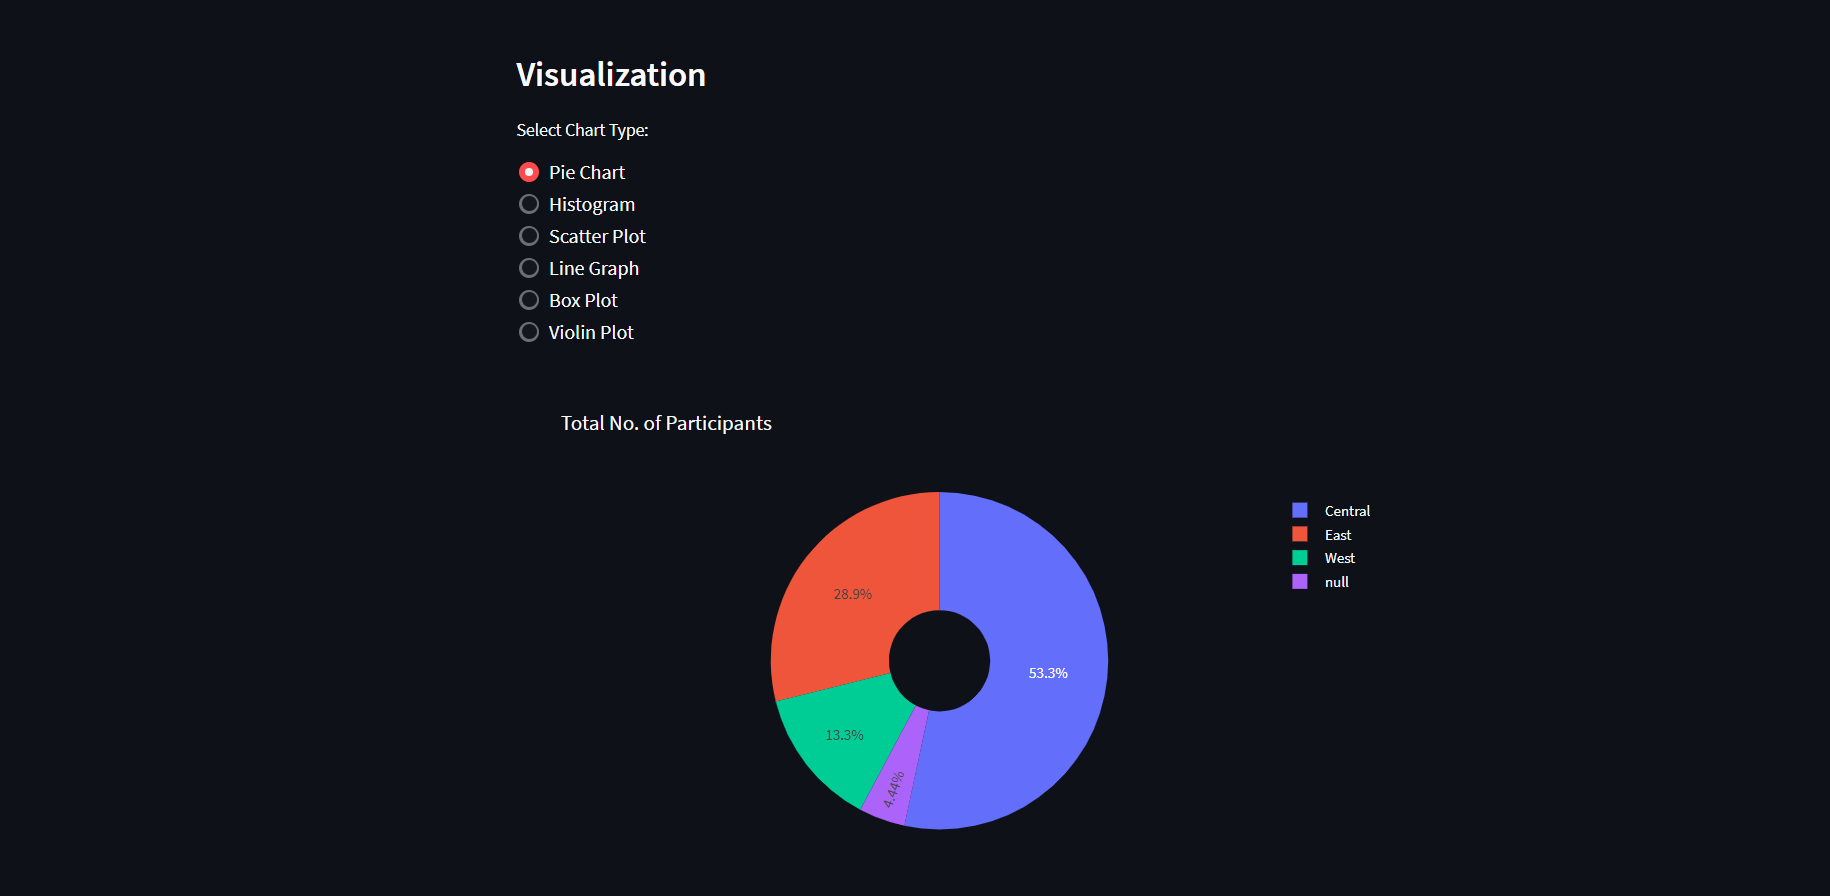 Visualization
Select Chart Type:
Pie Chart
Histogram
Scatter Plot
Line Graph
Box Plot
Violin Plot
Total No. of Participants
Central
East
West
null
28.9%
53.3%
13.3%
4.44%